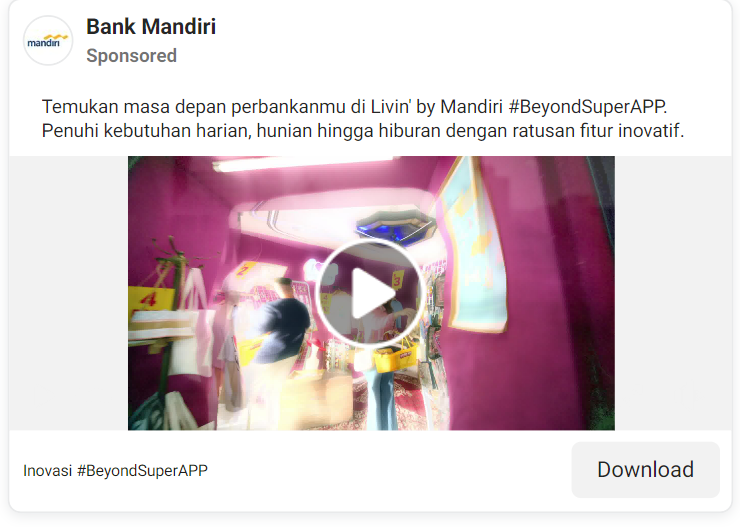 mandiri
Bank Mandiri
Sponsored
Temukan masa depan perbankanmu di Livin' by Mandiri #BeyondSuperAPP.
Penuhi kebutuhan harian, hunian hingga hiburan dengan ratusan fitur inovatif.
2
3
4
Inovasi #BeyondSuperAPP
Download